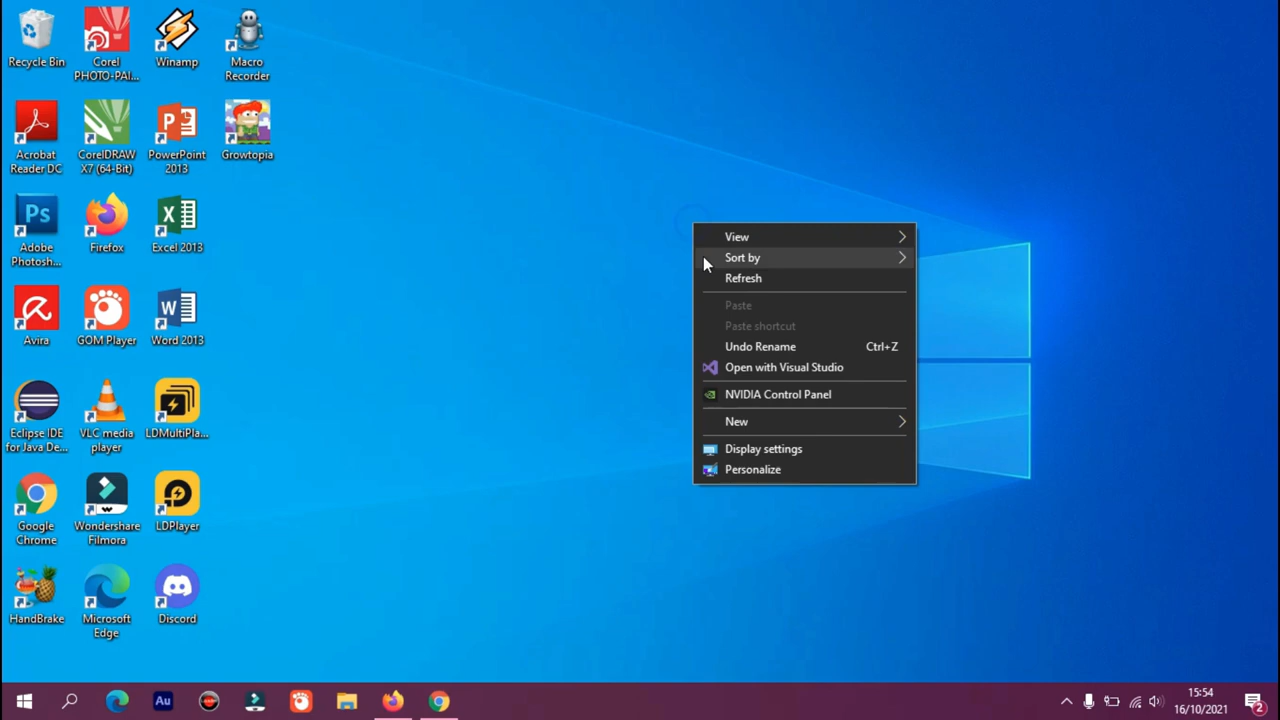 Recycle Bin
Corel
PHOTO-PAI...
Winamp
Macro
Recorder
Acrobat
Reader DC
CorelDRAW
X7 (64-Bit)
PowerPoint
2013
Growtopia
Adobe
Photosh...
Firefox
Excel 2013
Avira
GOM Player
Word 2013
Eclipse IDE
for Java De...
VLC media
player
LDMultiPla...
Google
Chrome
Wondershare
Filmora
LDPlayer
HandBrake
Microsoft
Edge
Discord
Ps
P
X
W
View
Sort by
Refresh
Paste
Paste shortcut
Undo Rename Ctrl+Z
Open with Visual Studio
NVIDIA Control Panel
New
Display settings
Personalize
Au
15:54
16/10/2021
2